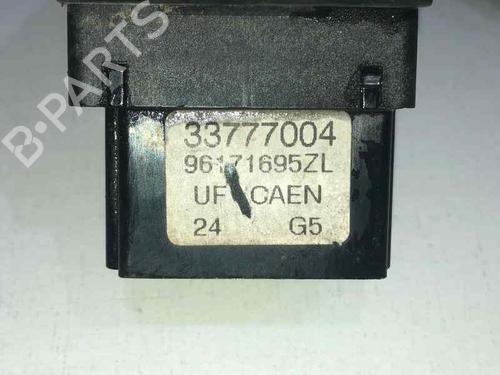 B-PARTS
33777004
96171695ZL
UF CAEN
24 G5